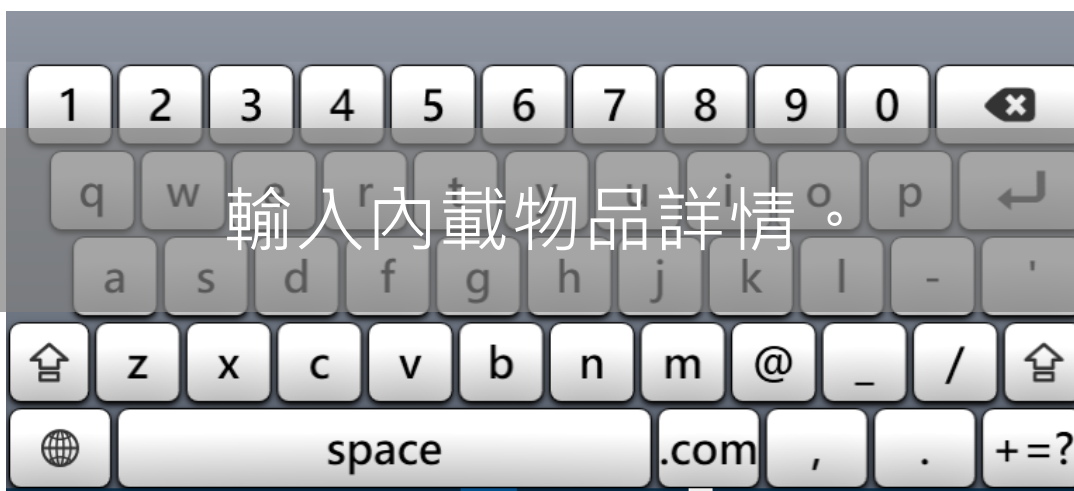 1 2 3 4 5 6 7 8 9 0
q w e r t y u i o p
輸入內載物品詳情。
a s d f g h j k l - '
z x c v b n m @ _ /
space .com , . +=?